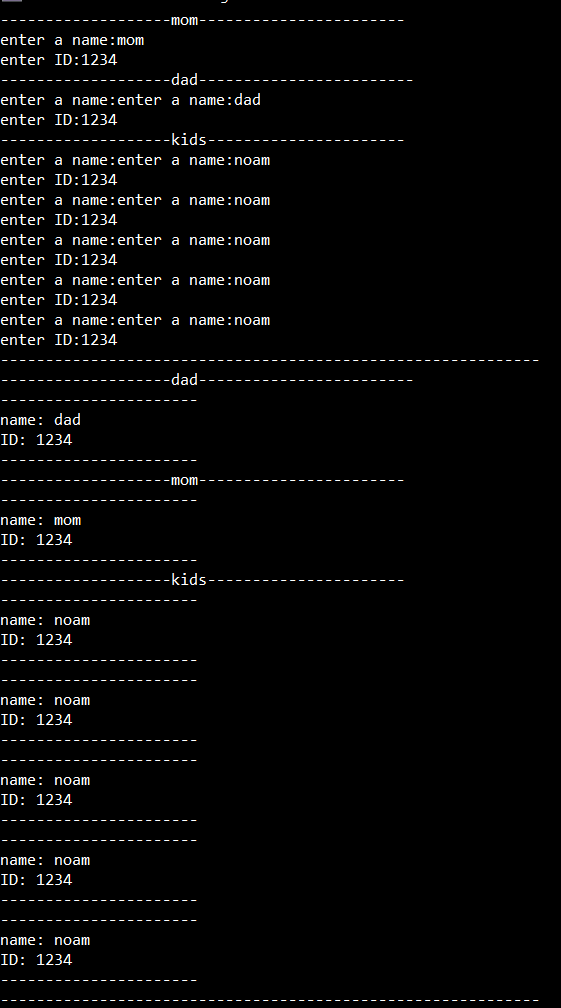 -------------------mom-----------------------
enter a name:mom
enter ID:1234
-------------------dad------------------------
enter a name:enter a name:dad
enter ID:1234
-------------------kids----------------------
enter a name:enter a name:noam
enter ID:1234
enter a name:enter a name:noam
enter ID:1234
enter a name:enter a name:noam
enter ID:1234
enter a name:enter a name:noam
enter ID:1234
enter a name:enter a name:noam
enter ID:1234
------------------------------------------------------------
-------------------dad------------------------
----------------------
name: dad
ID: 1234
----------------------
-------------------mom-----------------------
----------------------
name: mom
ID: 1234
----------------------
-------------------kids----------------------
----------------------
name: noam
ID: 1234
----------------------
----------------------
name: noam
ID: 1234
----------------------
----------------------
name: noam
ID: 1234
----------------------
----------------------
name: noam
ID: 1234
----------------------
----------------------
name: noam
ID: 1234
----------------------
------------------------------------------------------------